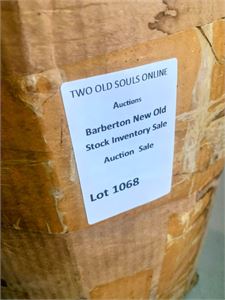 TWO OLD SOULS ONLINE
Auctions
Barberton New Old
Stock Inventory Sale
Auction Sale
Lot 1068